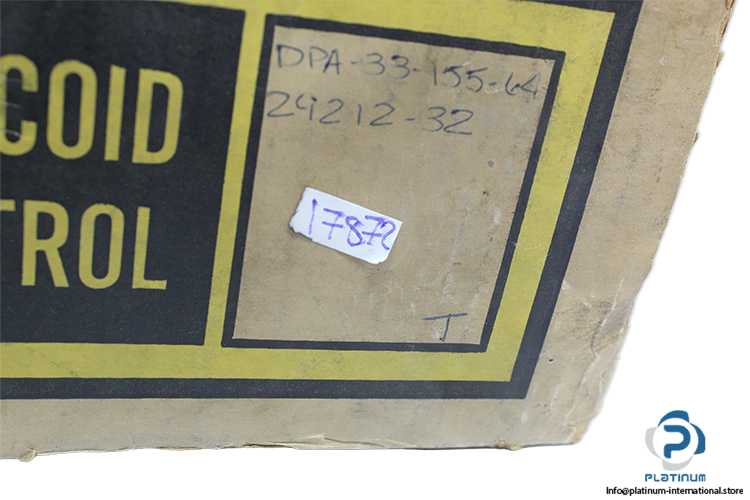 COID
TROL
DPA-33-155-64
29212-32
17872
T
PLATINUM
Info@platinum-international.store